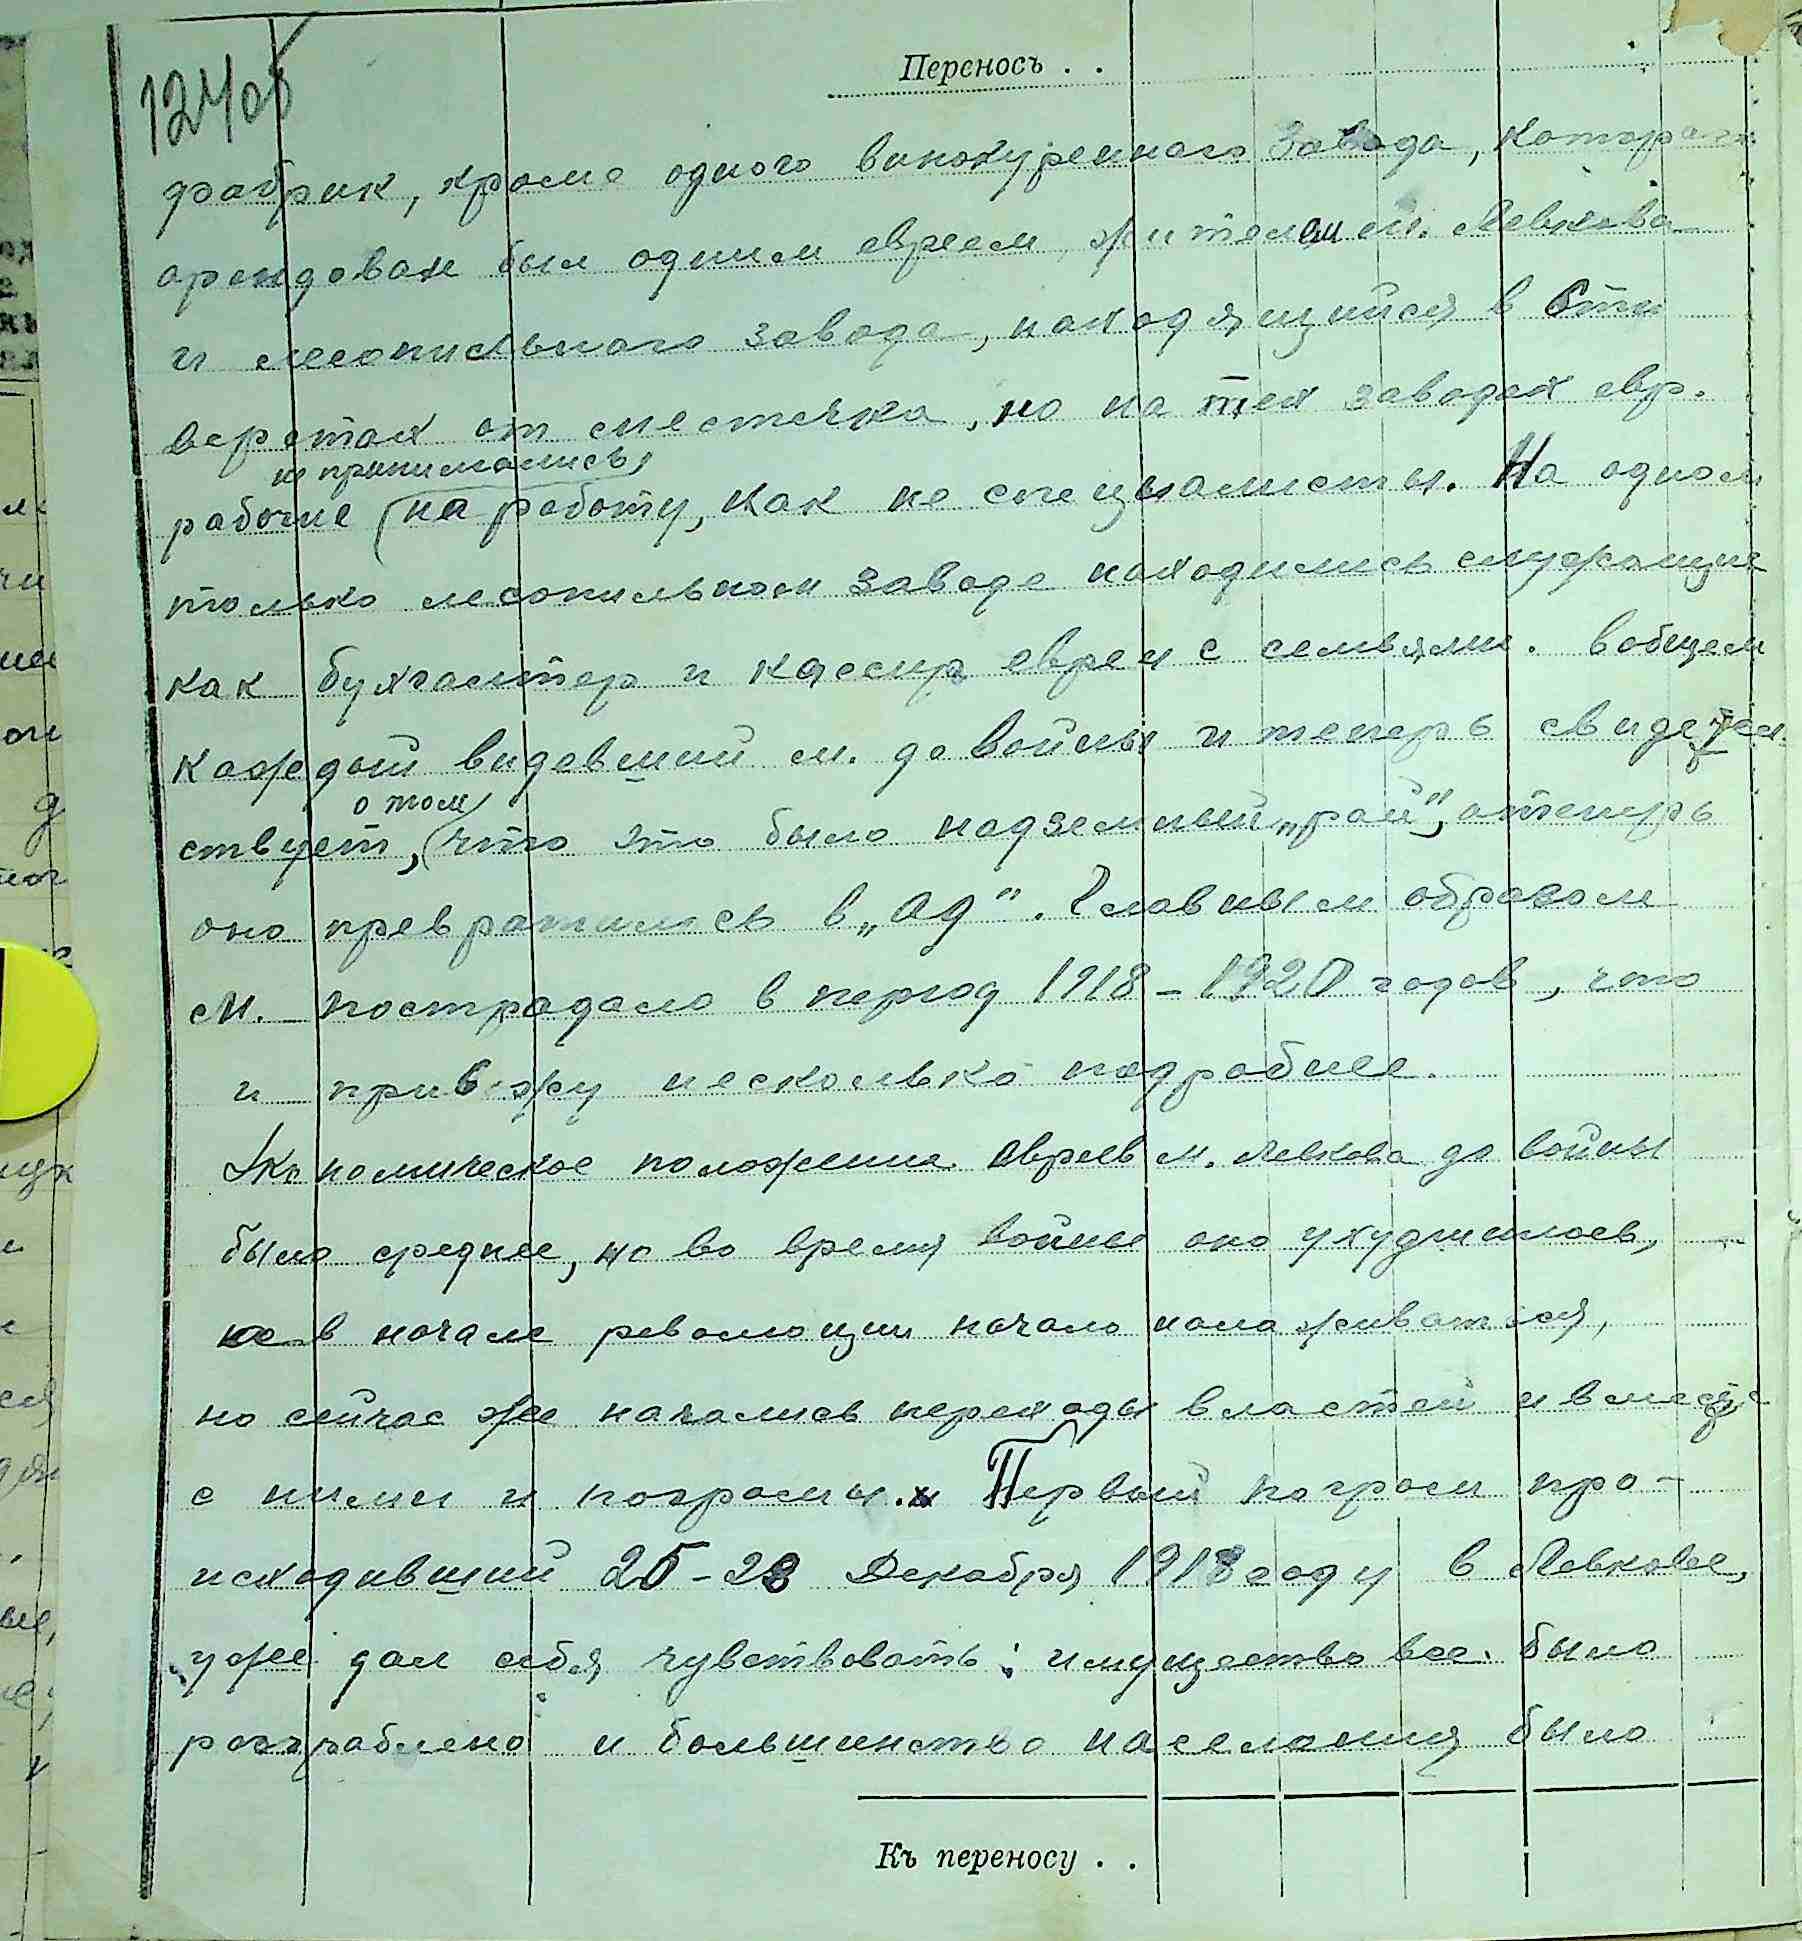 124об
Переносъ . .
фабрик, кроме одного винокуренного завода, которого
арендован был одним евреем, жителем м. Левкова
и лесопильного завода, находящийся в 6ти
верстах от местечка, но на тех заводах евр.
не принимались,
рабочие на работу, как не специалисты. На одном
только лесопильном заводе находились служащие
как бухгалтер и кассир евреи с семьями. вобщем
каждый видевший м. до войны и теперь свидетель
о том
ствует, что это было надземный „рай“, а теперь
оно превратилось в „ад“. Главным образом
м. пострадало в период 1918 - 1920 годов, что
и привожу несколько подробнее.
Экономическое положение евреев м. Левкова до войны
было среднее, но во время войны оно ухудшилось,
в начале революции начало налаживаться,
но сейчас же начались переходы властей и вместе
с ними и погромы. Первый погром про-
исходивший 25-28 Декабря 1918 году в Левкове,
уже дал себя чувствовать: имущество все было
разграблено и большинство населения было
Къ переносу . .